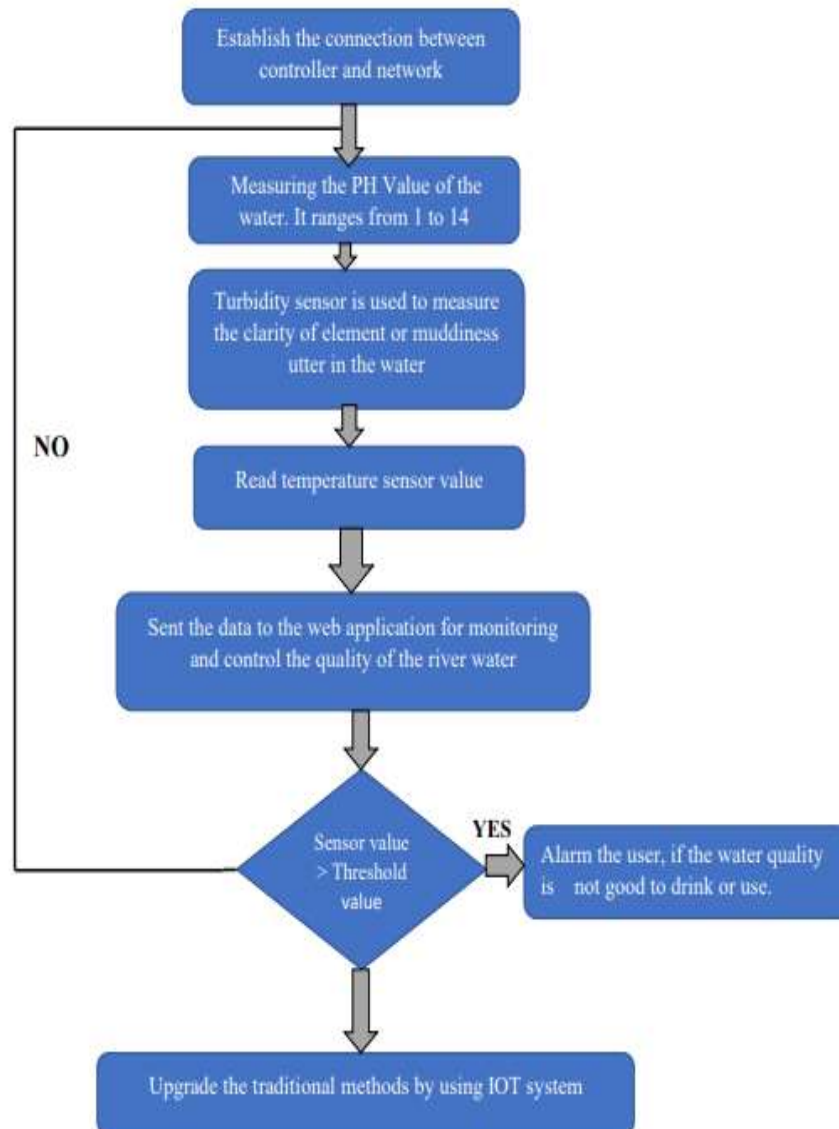 Establish the connection between
controller and network
Measuring the PH Value of the
water. It ranges from 1 to 14
Turbidity sensor is used to measure
the clarity of element or muddiness
utter in the water
NO
Read temperature sensor value
Sent the data to the web application for monitoring
and control the quality of the river water
Sensor value
> Threshold
value
YES
Alarm the user, if the water quality
is not good to drink or use.
Upgrade the traditional methods by using IOT system